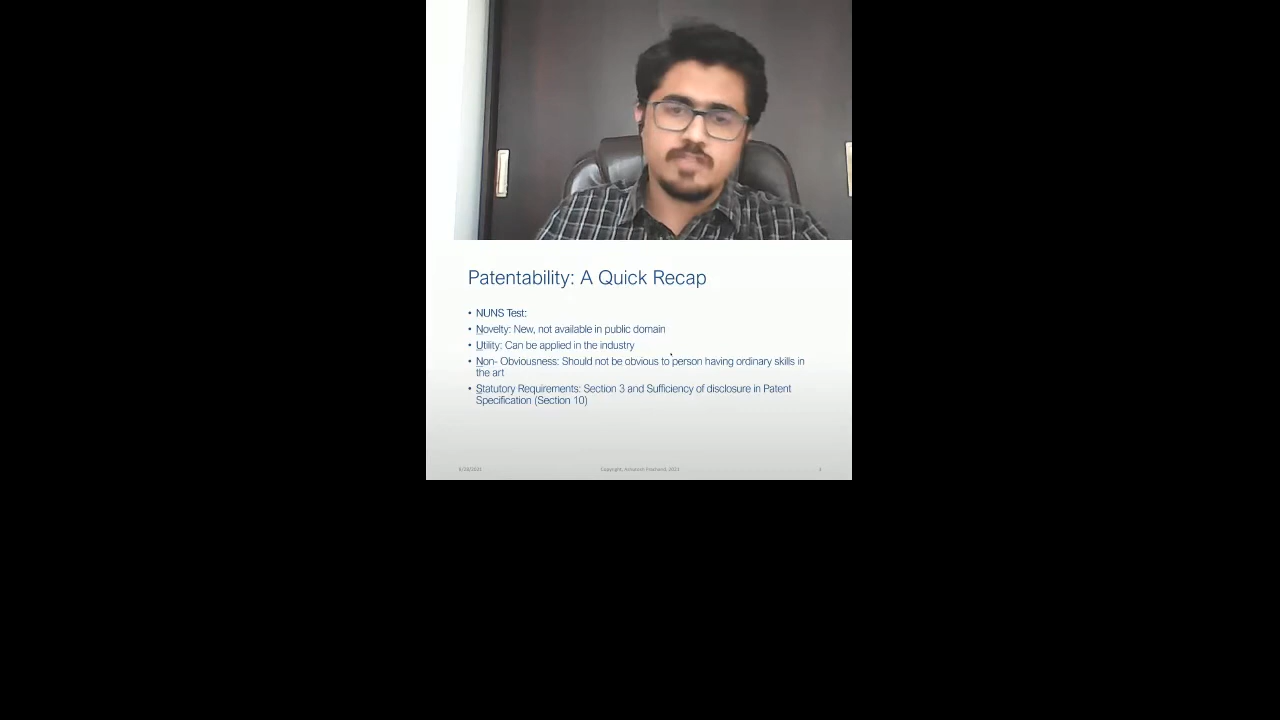 Patentability: A Quick Recap
• NUNS Test:
• Novelty: New, not available in public domain
• Utility: Can be applied in the industry
• Non- Obviousness: Should not be obvious to person having ordinary skills in
the art
• Statutory Requirements: Section 3 and Sufficiency of disclosure in Patent
Specification (Section 10)
Copyright, 2021